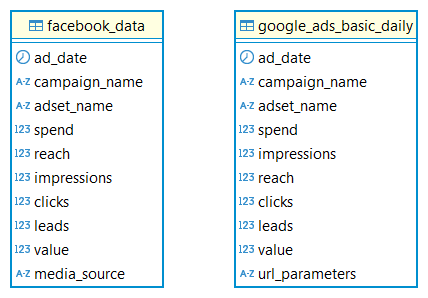 facebook_data
ad_date
A-Z campaign_name
A-Z adset_name
123 spend
123 reach
123 impressions
123 clicks
123 leads
123 value
A-Z media_source
google_ads_basic_daily
ad_date
A-Z campaign_name
A-Z adset_name
123 spend
123 impressions
123 reach
123 clicks
123 leads
123 value
A-Z url_parameters